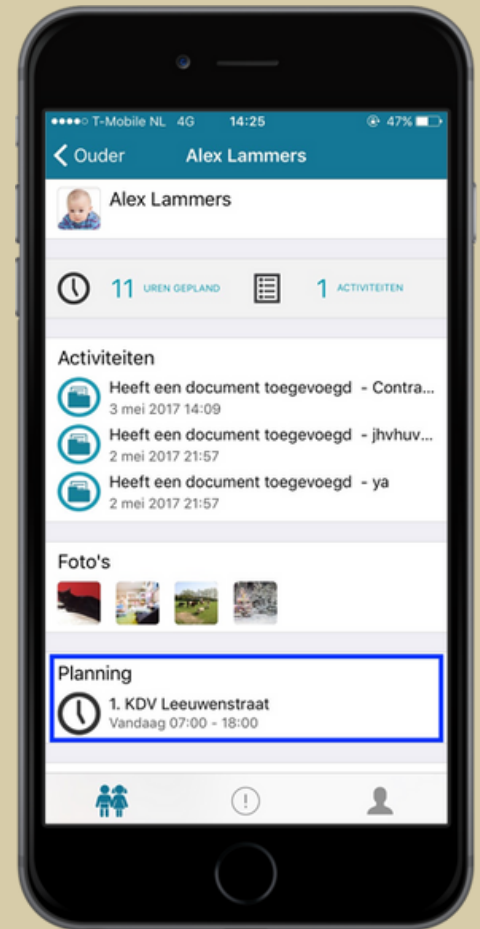 T-Mobile NL 4G 14:25 47%
Ouder Alex Lammers
Alex Lammers
11 UREN GEPLAND 1 ACTIVITEITEN
Activiteiten
Heeft een document toegevoegd - Contra...
3 mei 2017 14:09
Heeft een document toegevoegd - jhvhuv...
2 mei 2017 21:57
Heeft een document toegevoegd - ya
2 mei 2017 21:57
Foto's
Planning
1. KDV Leeuwenstraat
Vandaag 07:00 - 18:00